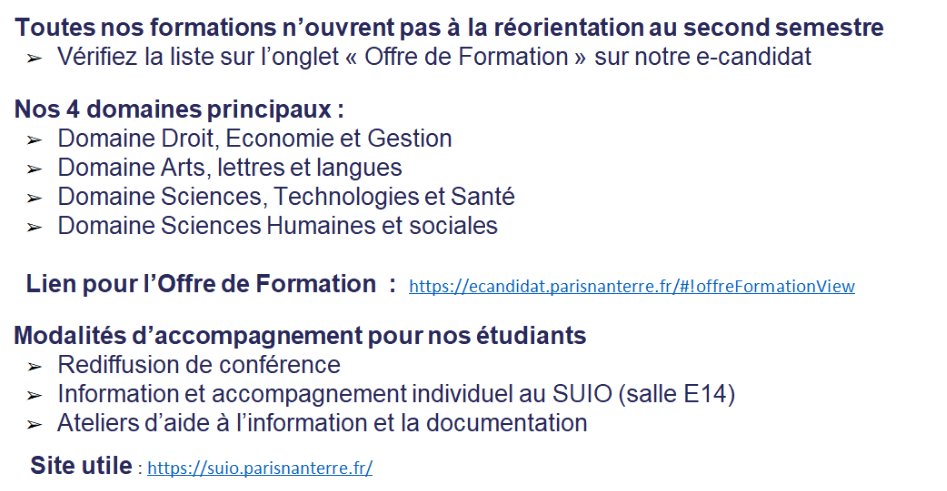 Toutes nos formations n’ouvrent pas à la réorientation au second semestre
➢ Vérifiez la liste sur l’onglet « Offre de Formation » sur notre e-candidat
Nos 4 domaines principaux :
➢ Domaine Droit, Economie et Gestion
➢ Domaine Arts, lettres et langues
➢ Domaine Sciences, Technologies et Santé
➢ Domaine Sciences Humaines et sociales
Lien pour l’Offre de Formation : https://ecandidat.parisnanterre.fr/#!offreFormationView
Modalités d’accompagnement pour nos étudiants
➢ Rediffusion de conférence
➢ Information et accompagnement individuel au SUIO (salle E14)
➢ Ateliers d’aide à l’information et la documentation
Site utile : https://suio.parisnanterre.fr/